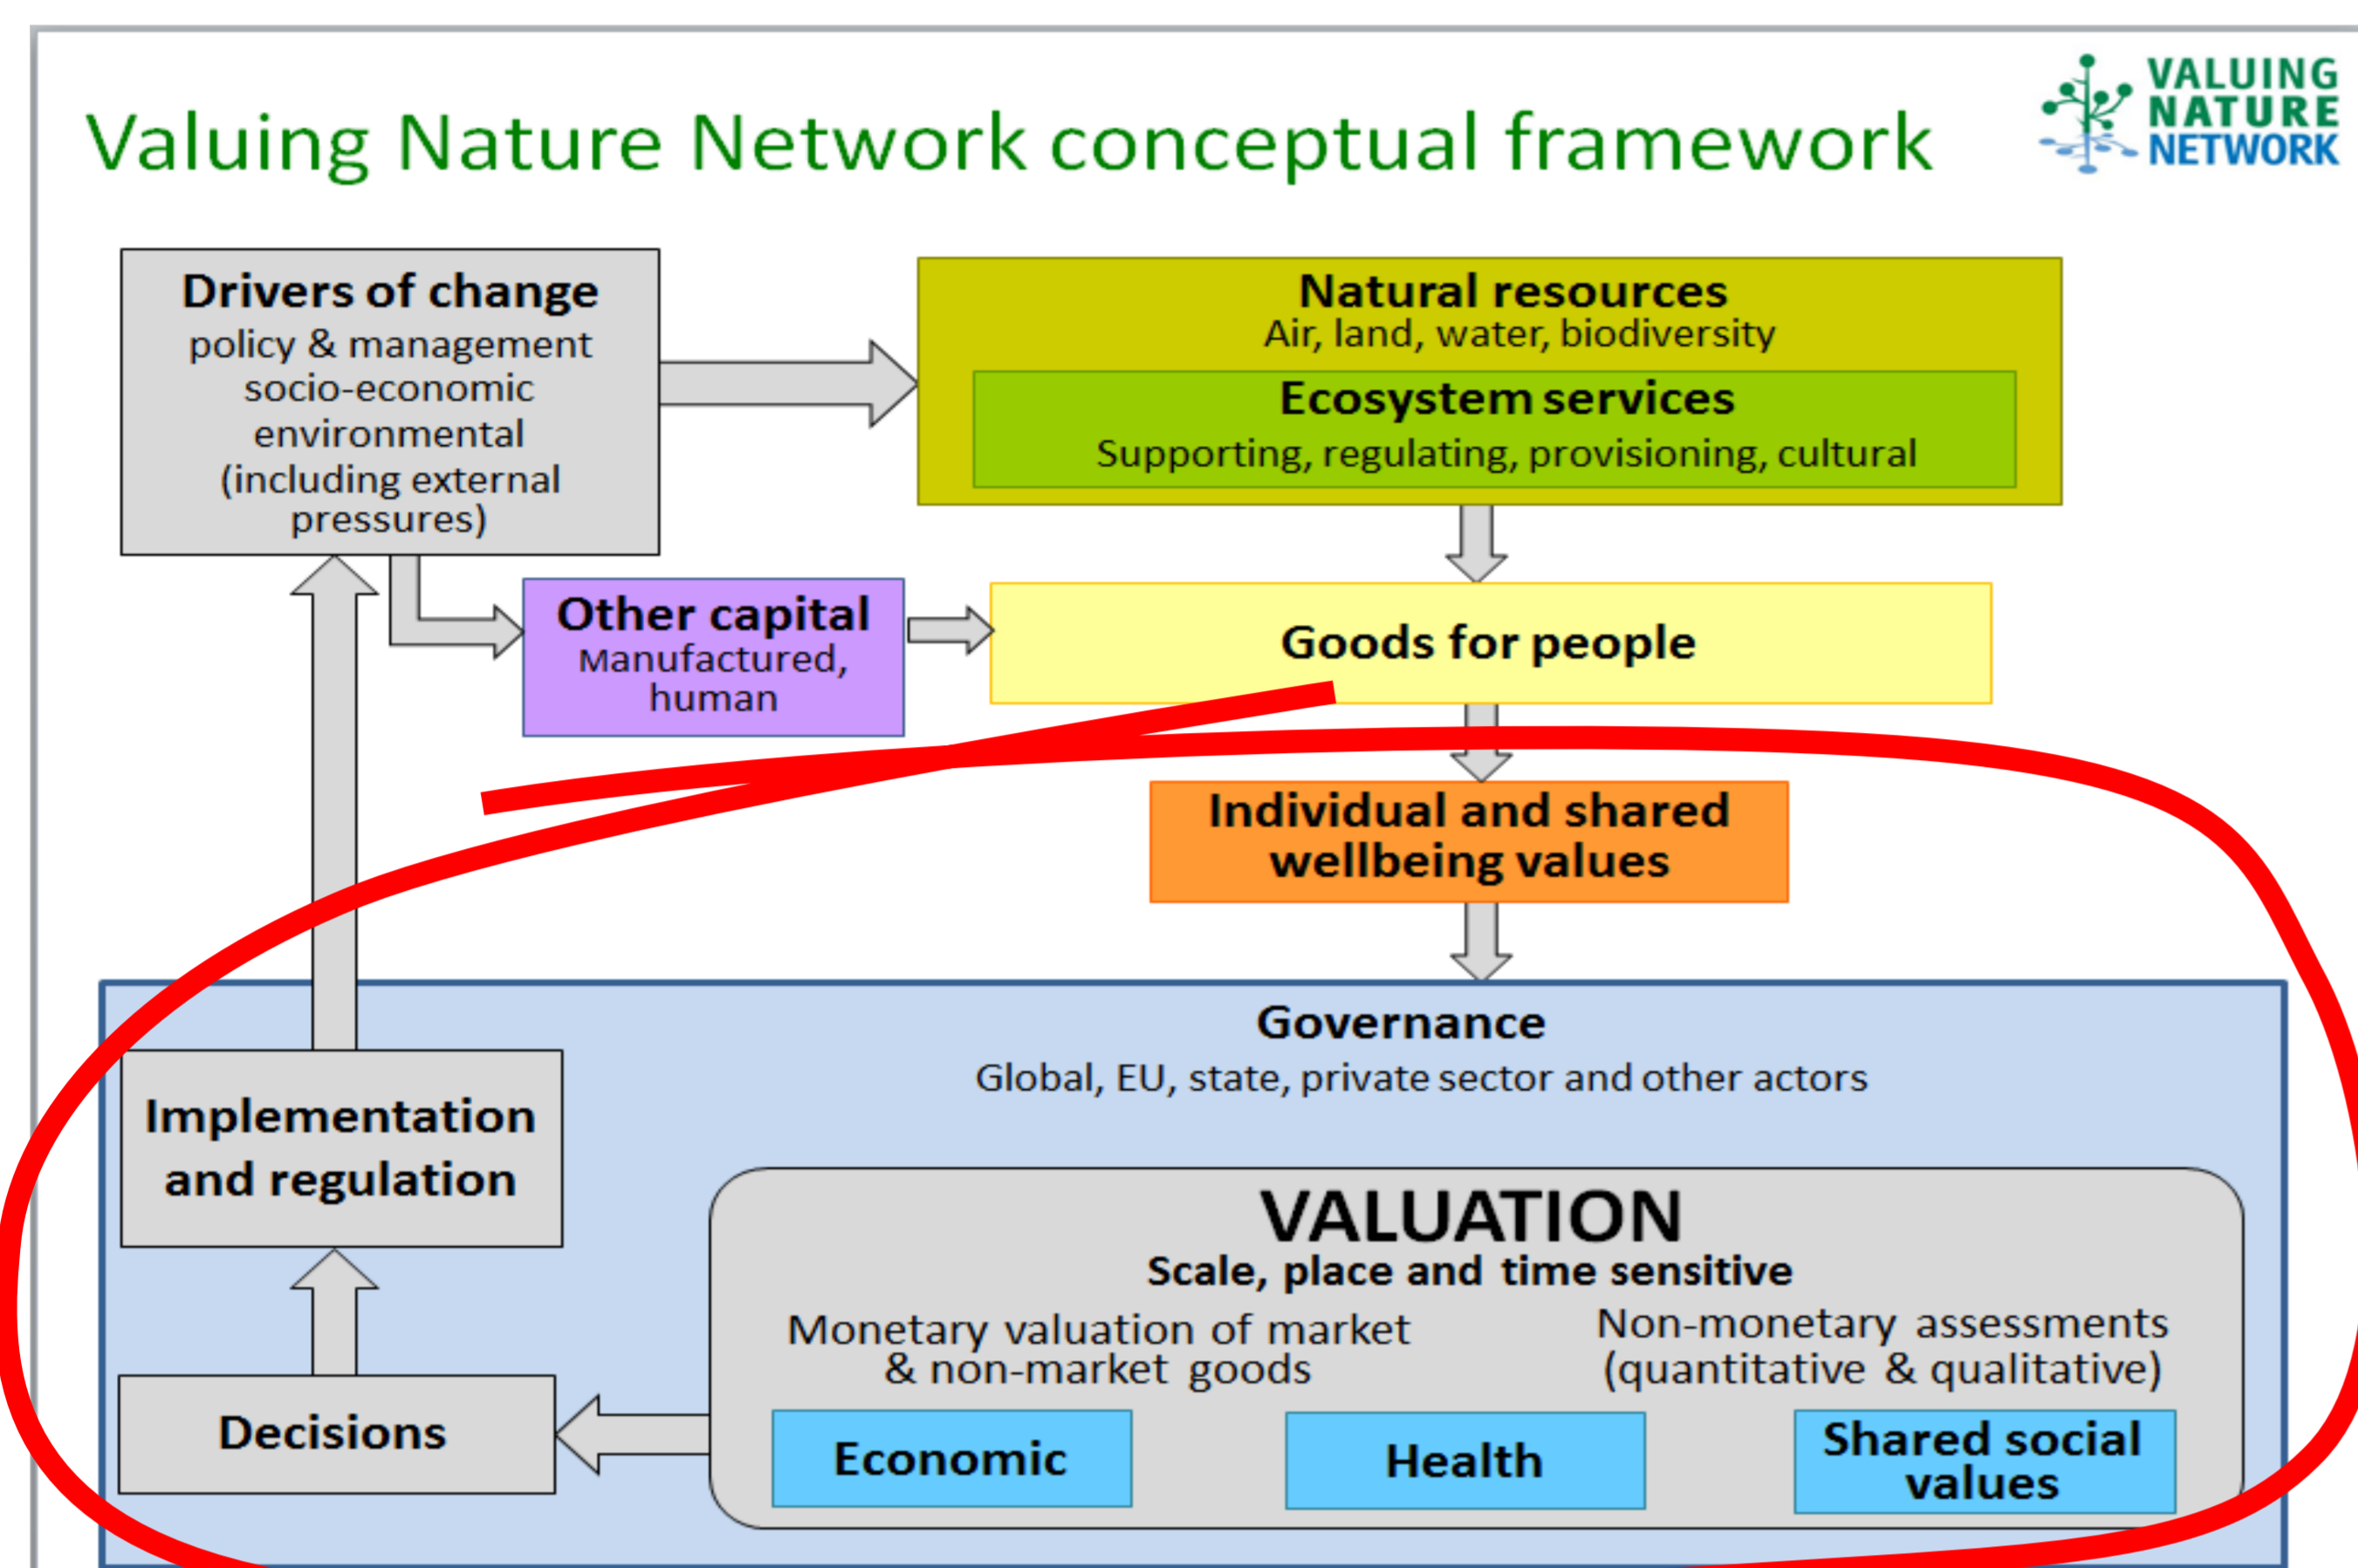 Valuing Nature Network conceptual framework
VALUING
NATURE
NETWORK
Drivers of change
policy & management
socio-economic
environmental
(including external
pressures)
Natural resources
Air, land, water, biodiversity
Ecosystem services
Supporting, regulating, provisioning, cultural
Other capital
Manufactured,
human
Goods for people
Individual and shared
wellbeing values
Governance
Global, EU, state, private sector and other actors
Implementation
and regulation
VALUATION
Scale, place and time sensitive
Monetary valuation of market
& non-market goods
Non-monetary assessments
(quantitative & qualitative)
Decisions
Economic
Health
Shared social
values